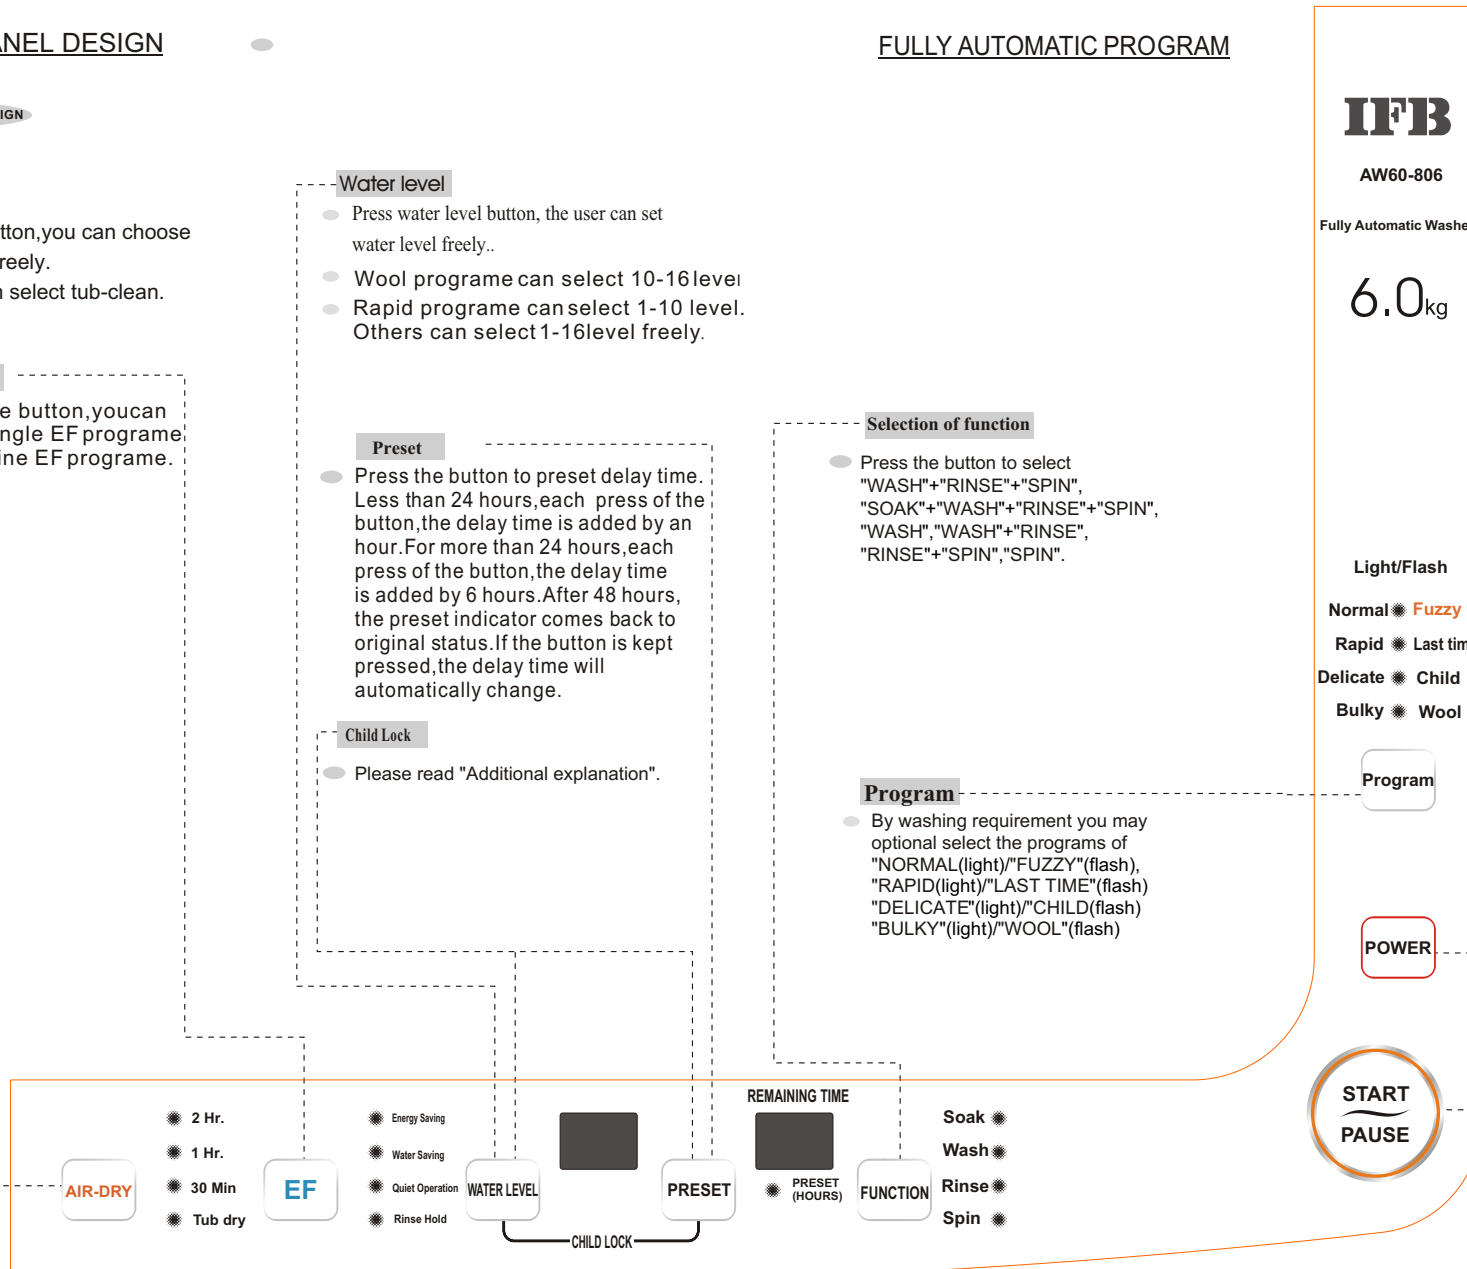 ANEL DESIGN
FULLY AUTOMATIC PROGRAM
IGN
tton,you can choose
reely.
select tub-clean.
e button,youcan
ngle EF programe
ine EF programe.
Water level
Press water level button, the user can set
water level freely..
Wool programe can select 10-16 level
Rapid programe can select 1-10 level.
Others can select 1-16level freely.
Preset
Press the button to preset delay time.
Less than 24 hours,each press of the
button,the delay time is added by an
hour.For more than 24 hours,each
press of the button,the delay time
is added by 6 hours.After 48 hours,
the preset indicator comes back to
original status.If the button is kept
pressed,the delay time will
automatically change.
Child Lock
Please read "Additional explanation".
Selection of function
Press the button to select
"WASH"+"RINSE"+"SPIN",
"SOAK"+"WASH"+"RINSE"+"SPIN",
"WASH","WASH"+"RINSE",
"RINSE"+"SPIN","SPIN".
Program
By washing requirement you may
optional select the programs of
"NORMAL(light)/"FUZZY"(flash),
"RAPID(light)/"LAST TIME"(flash)
"DELICATE"(light)/"CHILD(flash)
"BULKY"(light)/"WOOL"(flash)
IFB
AW60-806
Fully Automatic Washe
6.0kg
Light/Flash
Normal Fuzzy
Rapid Last tim
Delicate Child
Bulky Wool
Program
POWER
START
PAUSE
AIR-DRY
2 Hr.
1 Hr.
30 Min
Tub dry
EF
Energy Saving
Water Saving
Quiet Operation
Rinse Hold
WATER LEVEL
CHILD LOCK
PRESET
REMAINING TIME
PRESET
(HOURS)
FUNCTION
Soak
Wash
Rinse
Spin